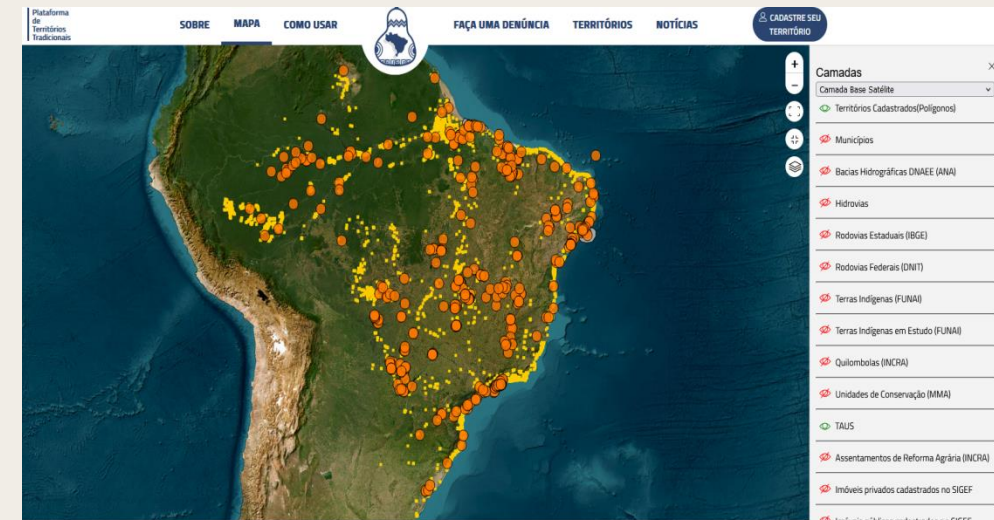 Plataforma
de
Territórios
Tradicionais
SOBRE
MAPA
COMO USAR
FAÇA UMA DENÚNCIA
TERRITÓRIOS
NOTÍCIAS
CADASTRE SEU
TERRITÓRIO
+
−
Camadas
Camada Base Satélite
Territórios Cadastrados(Polígonos)
Municípios
Bacias Hidrográficas DNAEE (ANA)
Hidrovias
Rodovias Estaduais (IBGE)
Rodovias Federais (DNIT)
Terras Indígenas (FUNAI)
Terras Indígenas em Estudo (FUNAI)
Quilombolas (INCRA)
Unidades de Conservação (MMA)
TAUS
Assentamentos de Reforma Agrária (INCRA)
Imóveis privados cadastrados no SIGEF